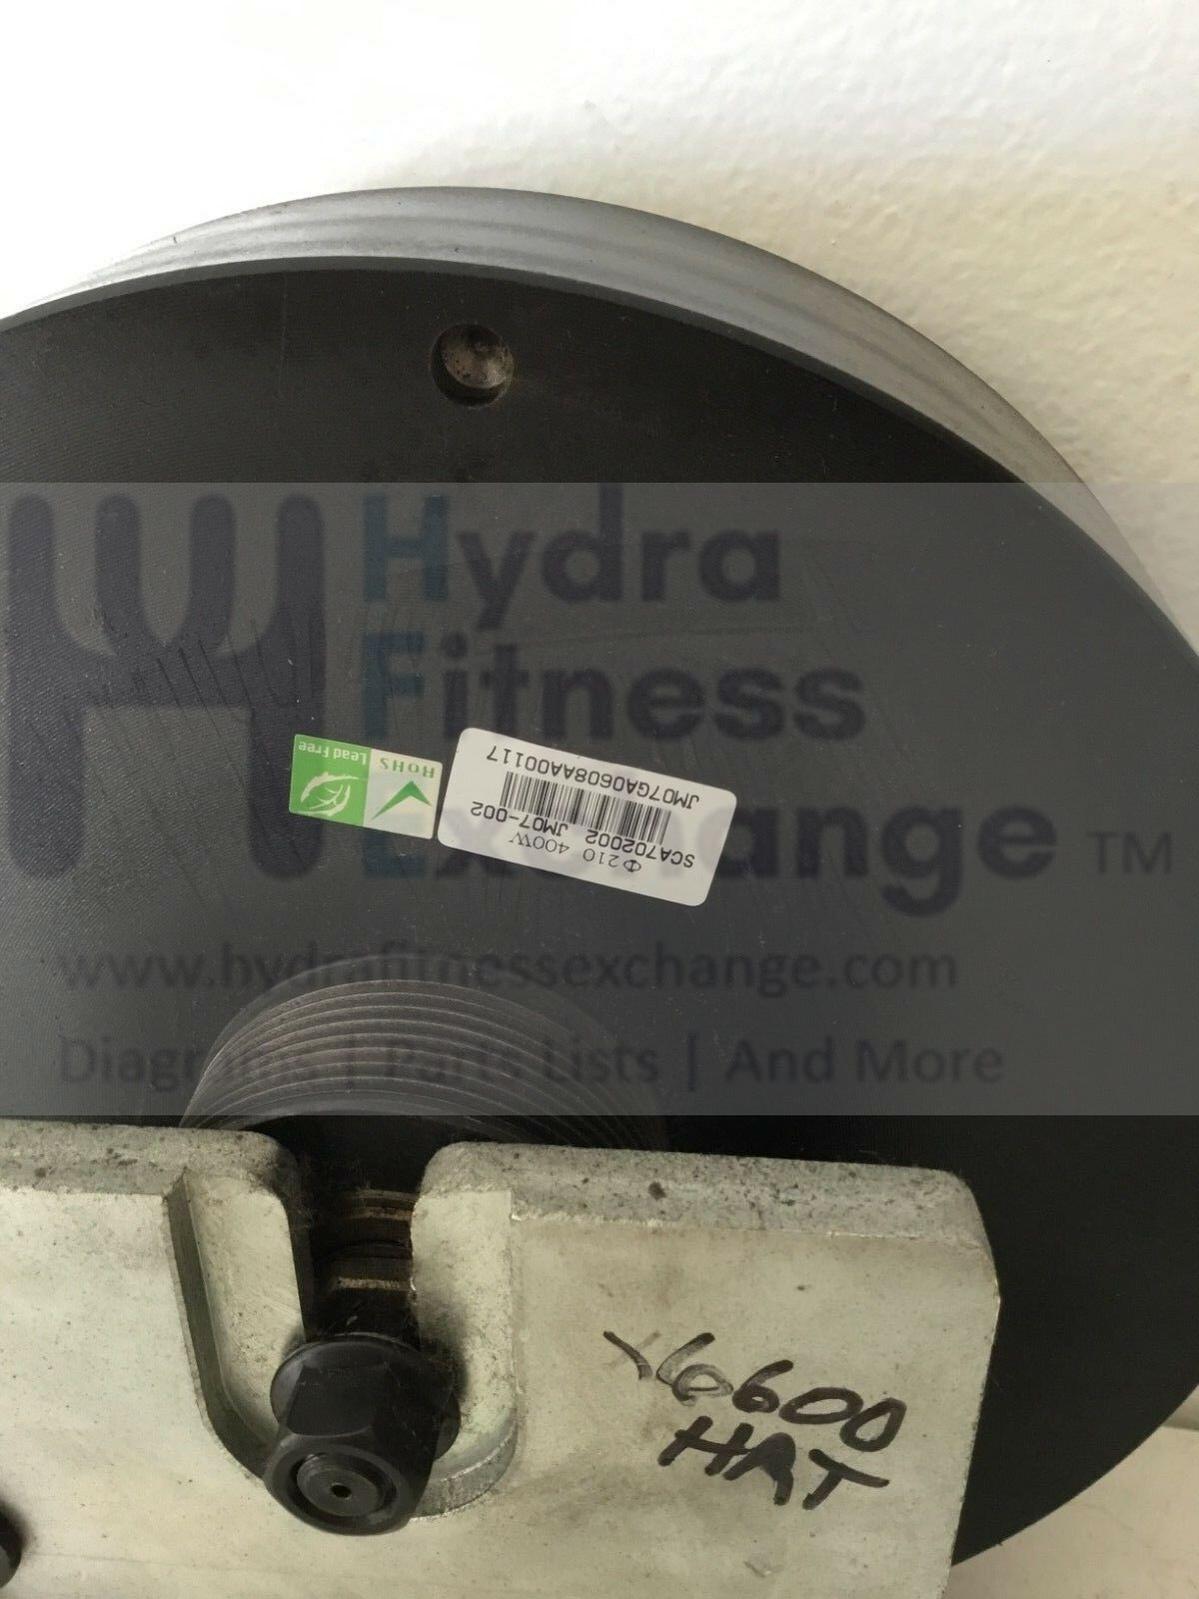 Hydra
Fitness
Exchange TM
www.hydrafitnessexchange.com
Diagrams | Parts Lists | And More
Φ210 400W
SCA702002 JM07-002
JM07GA0608AA00117
RoHS
Lead Free
X6600
HAT